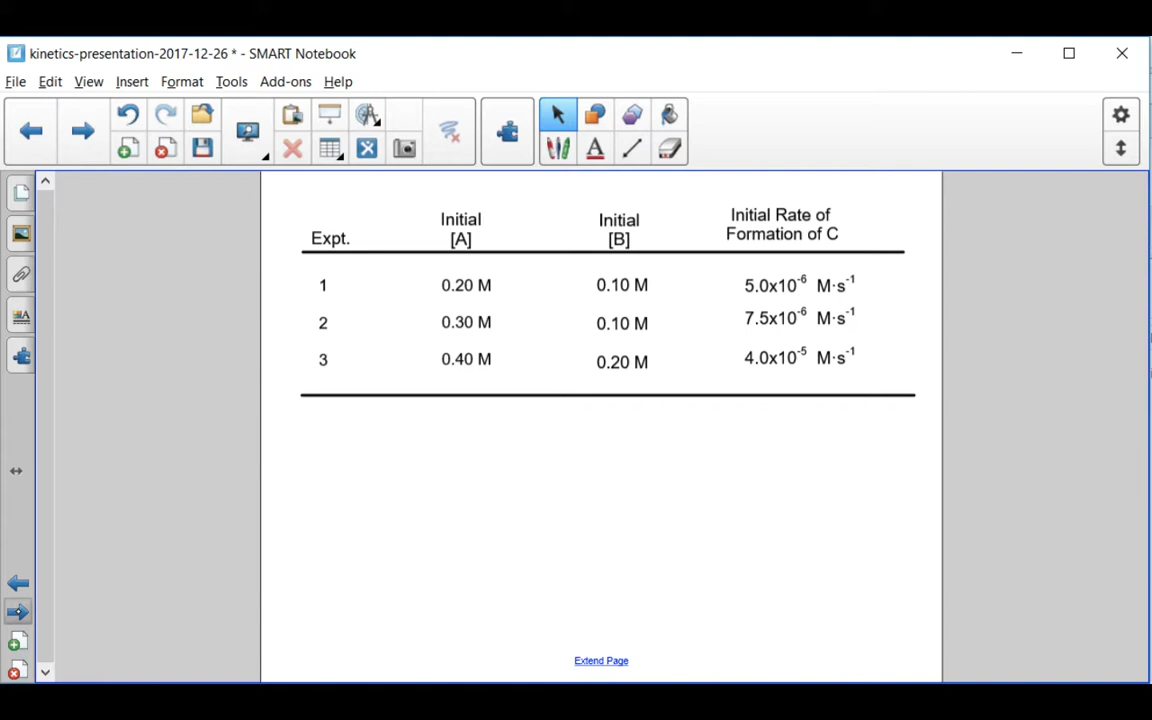 kinetics-presentation-2017-12-26 * - SMART Notebook
File Edit View Insert Format Tools Add-ons Help
Expt. Initial [A] Initial [B] Initial Rate of Formation of C
1 0.20 M 0.10 M 5.0x10⁻⁶ M·s⁻¹
2 0.30 M 0.10 M 7.5x10⁻⁶ M·s⁻¹
3 0.40 M 0.20 M 4.0x10⁻⁵ M·s⁻¹
Extend Page